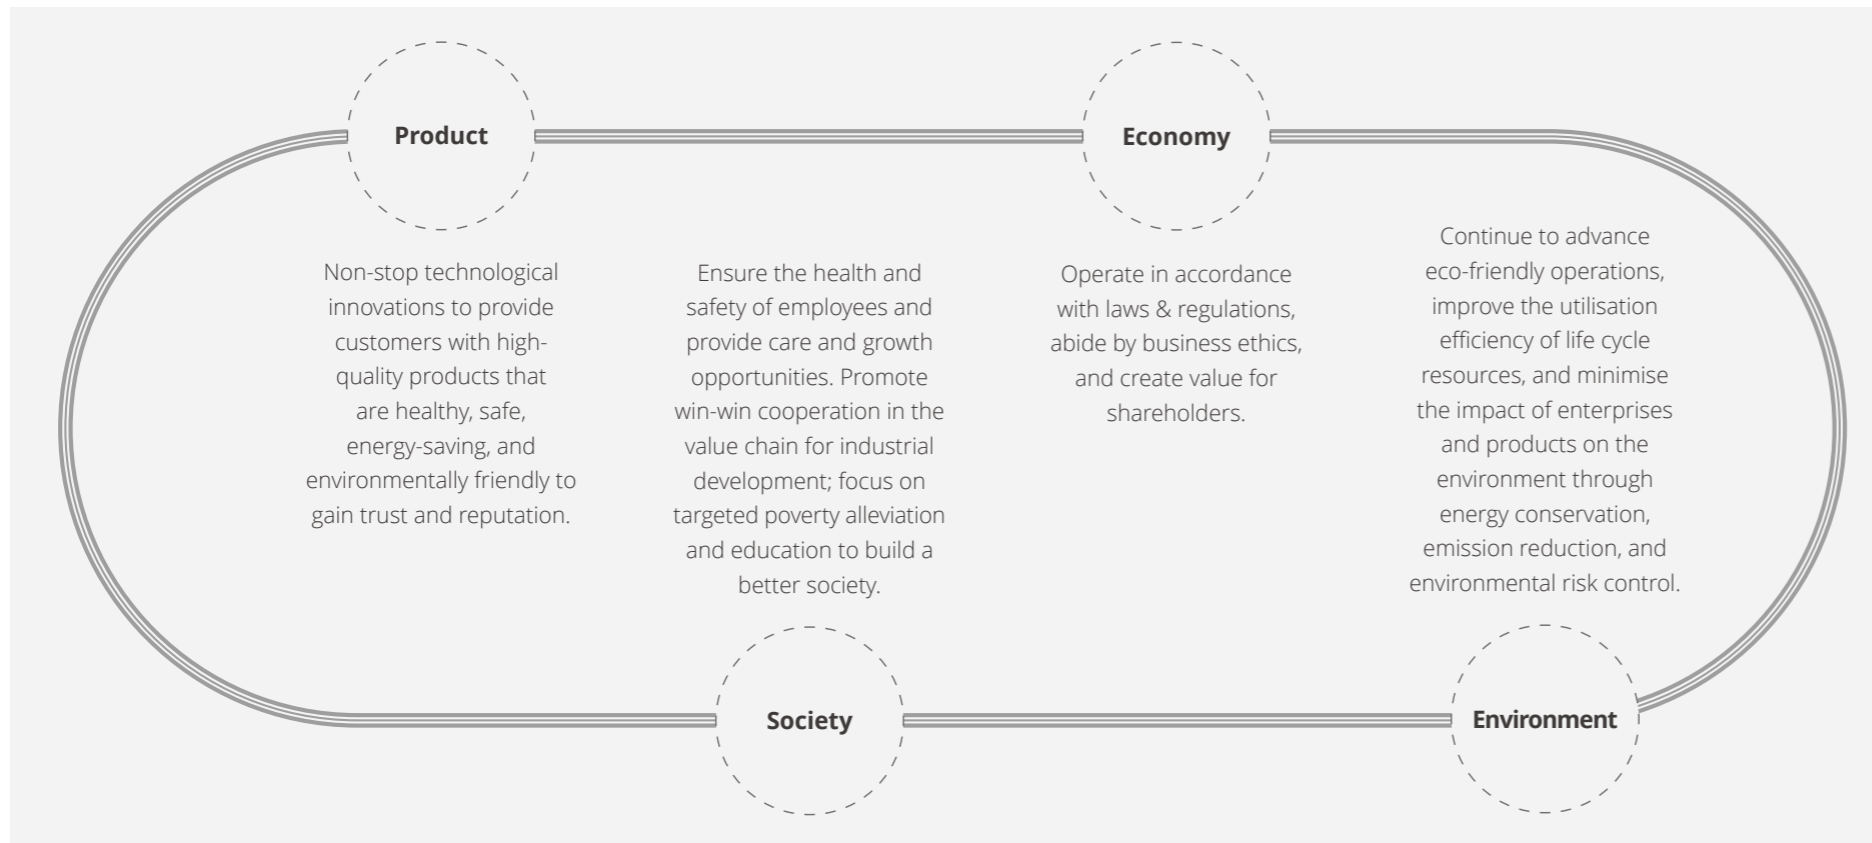 Product
Non-stop technological
innovations to provide
customers with high-
quality products that
are healthy, safe,
energy-saving, and
environmentally friendly to
gain trust and reputation.
Ensure the health and
safety of employees and
provide care and growth
opportunities. Promote
win-win cooperation in the
value chain for industrial
development; focus on
targeted poverty alleviation
and education to build a
better society.
Society
Economy
Operate in accordance
with laws & regulations,
abide by business ethics,
and create value for
shareholders.
Continue to advance
eco-friendly operations,
improve the utilisation
efficiency of life cycle
resources, and minimise
the impact of enterprises
and products on the
environment through
energy conservation,
emission reduction, and
environmental risk control.
Environment